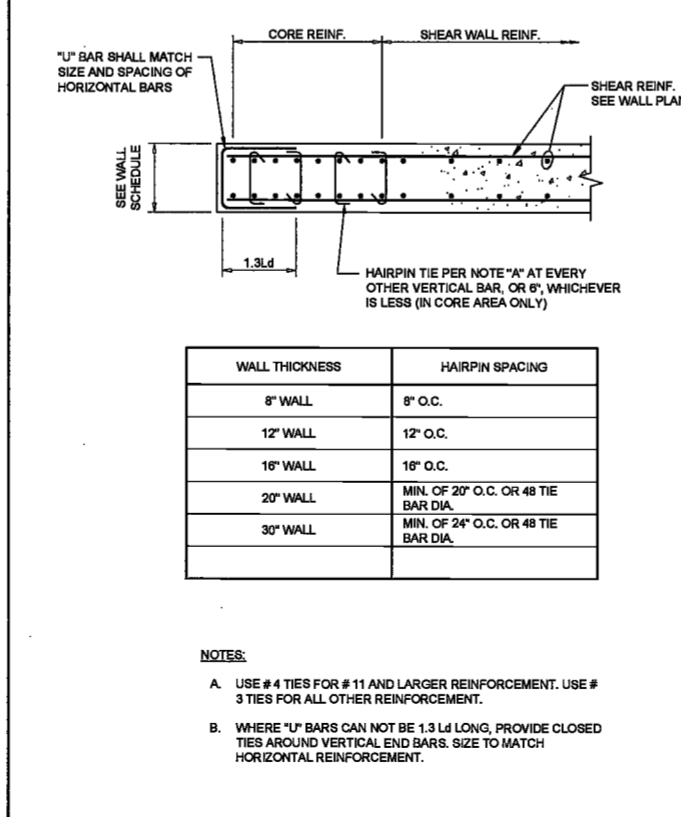 CORE REINF.
SHEAR WALL REINF.
"U" BAR SHALL MATCH
SIZE AND SPACING OF
HORIZONTAL BARS
SHEAR REINF.
SEE WALL PLAN
SEE WALL
SCHEDULE
1.3Ld
HAIRPIN TIE PER NOTE "A" AT EVERY
OTHER VERTICAL BAR, OR 6", WHICHEVER
IS LESS (IN CORE AREA ONLY)
WALL THICKNESS HAIRPIN SPACING
8" WALL 8" O.C.
12" WALL 12" O.C.
16" WALL 16" O.C.
20" WALL MIN. OF 20" O.C. OR 48 TIE
BAR DIA.
30" WALL MIN. OF 24" O.C. OR 48 TIE
BAR DIA.
NOTES:
A. USE # 4 TIES FOR # 11 AND LARGER REINFORCEMENT. USE #
3 TIES FOR ALL OTHER REINFORCEMENT.
B. WHERE "U" BARS CAN NOT BE 1.3 Ld LONG, PROVIDE CLOSED
TIES AROUND VERTICAL END BARS. SIZE TO MATCH
HORIZONTAL REINFORCEMENT.